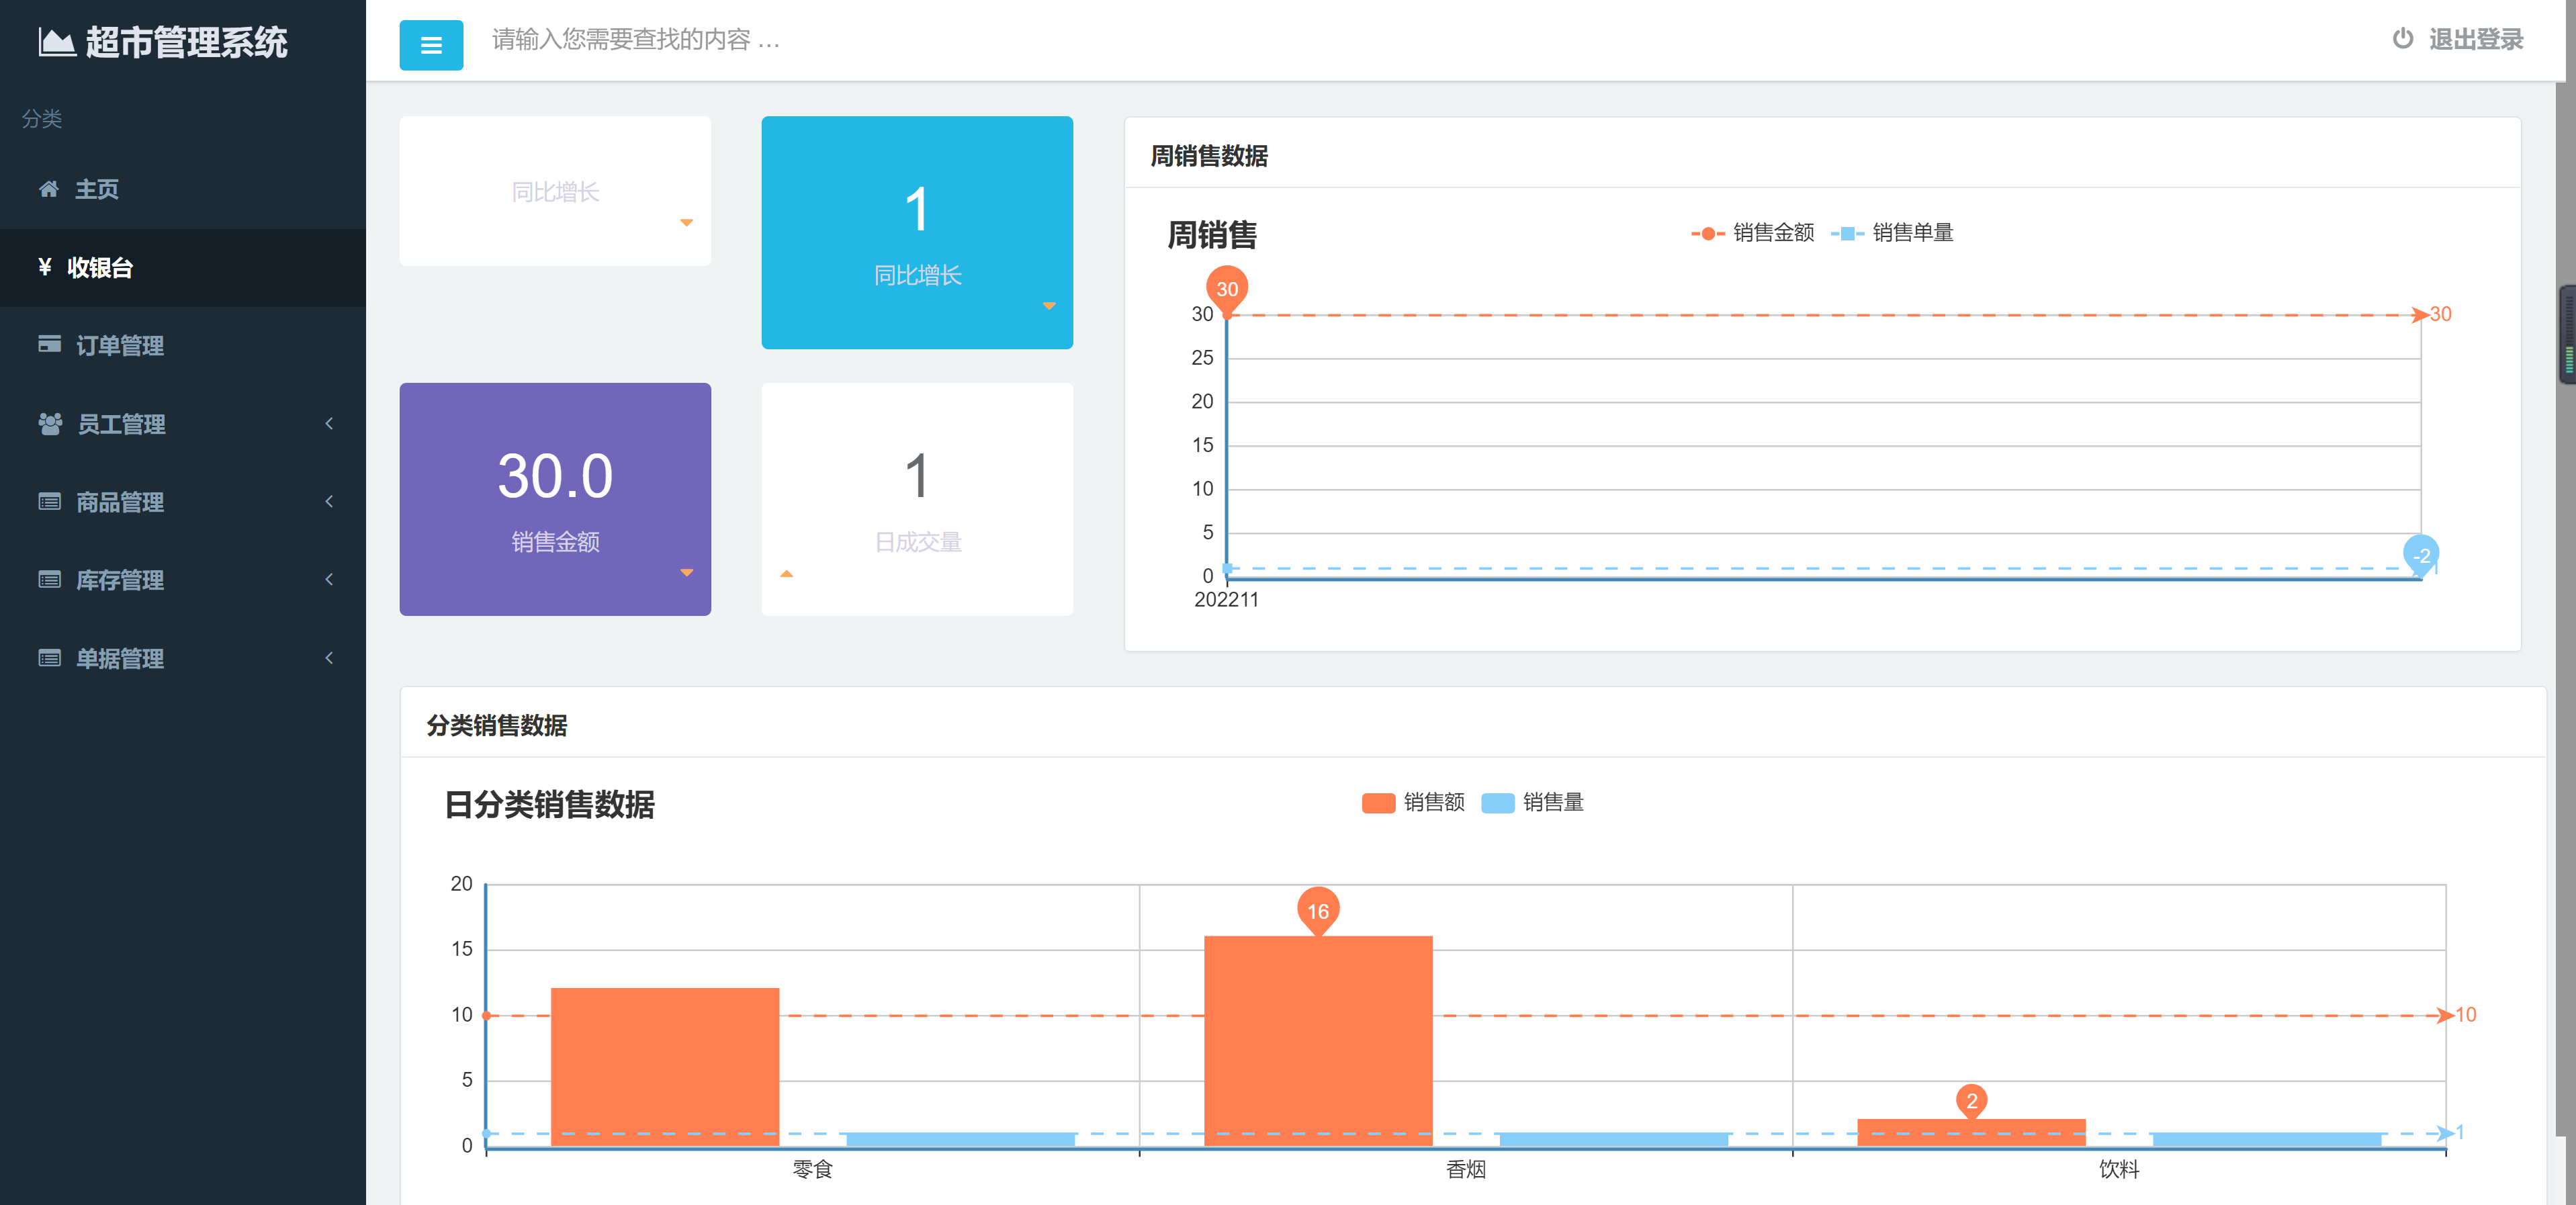 超市管理系统
分类
主页
¥ 收银台
订单管理
员工管理
商品管理
库存管理
单据管理
请输入您需要查找的内容 …
退出登录
同比增长
1
同比增长
30.0
销售金额
1
日成交量
周销售数据
周销售
销售金额 销售单量
30
30
25
20
15
10
5
0
30
-2
1
202211
分类销售数据
日分类销售数据
销售额 销售量
20
15
10
5
0
16
2
10
1
零食 香烟 饮料